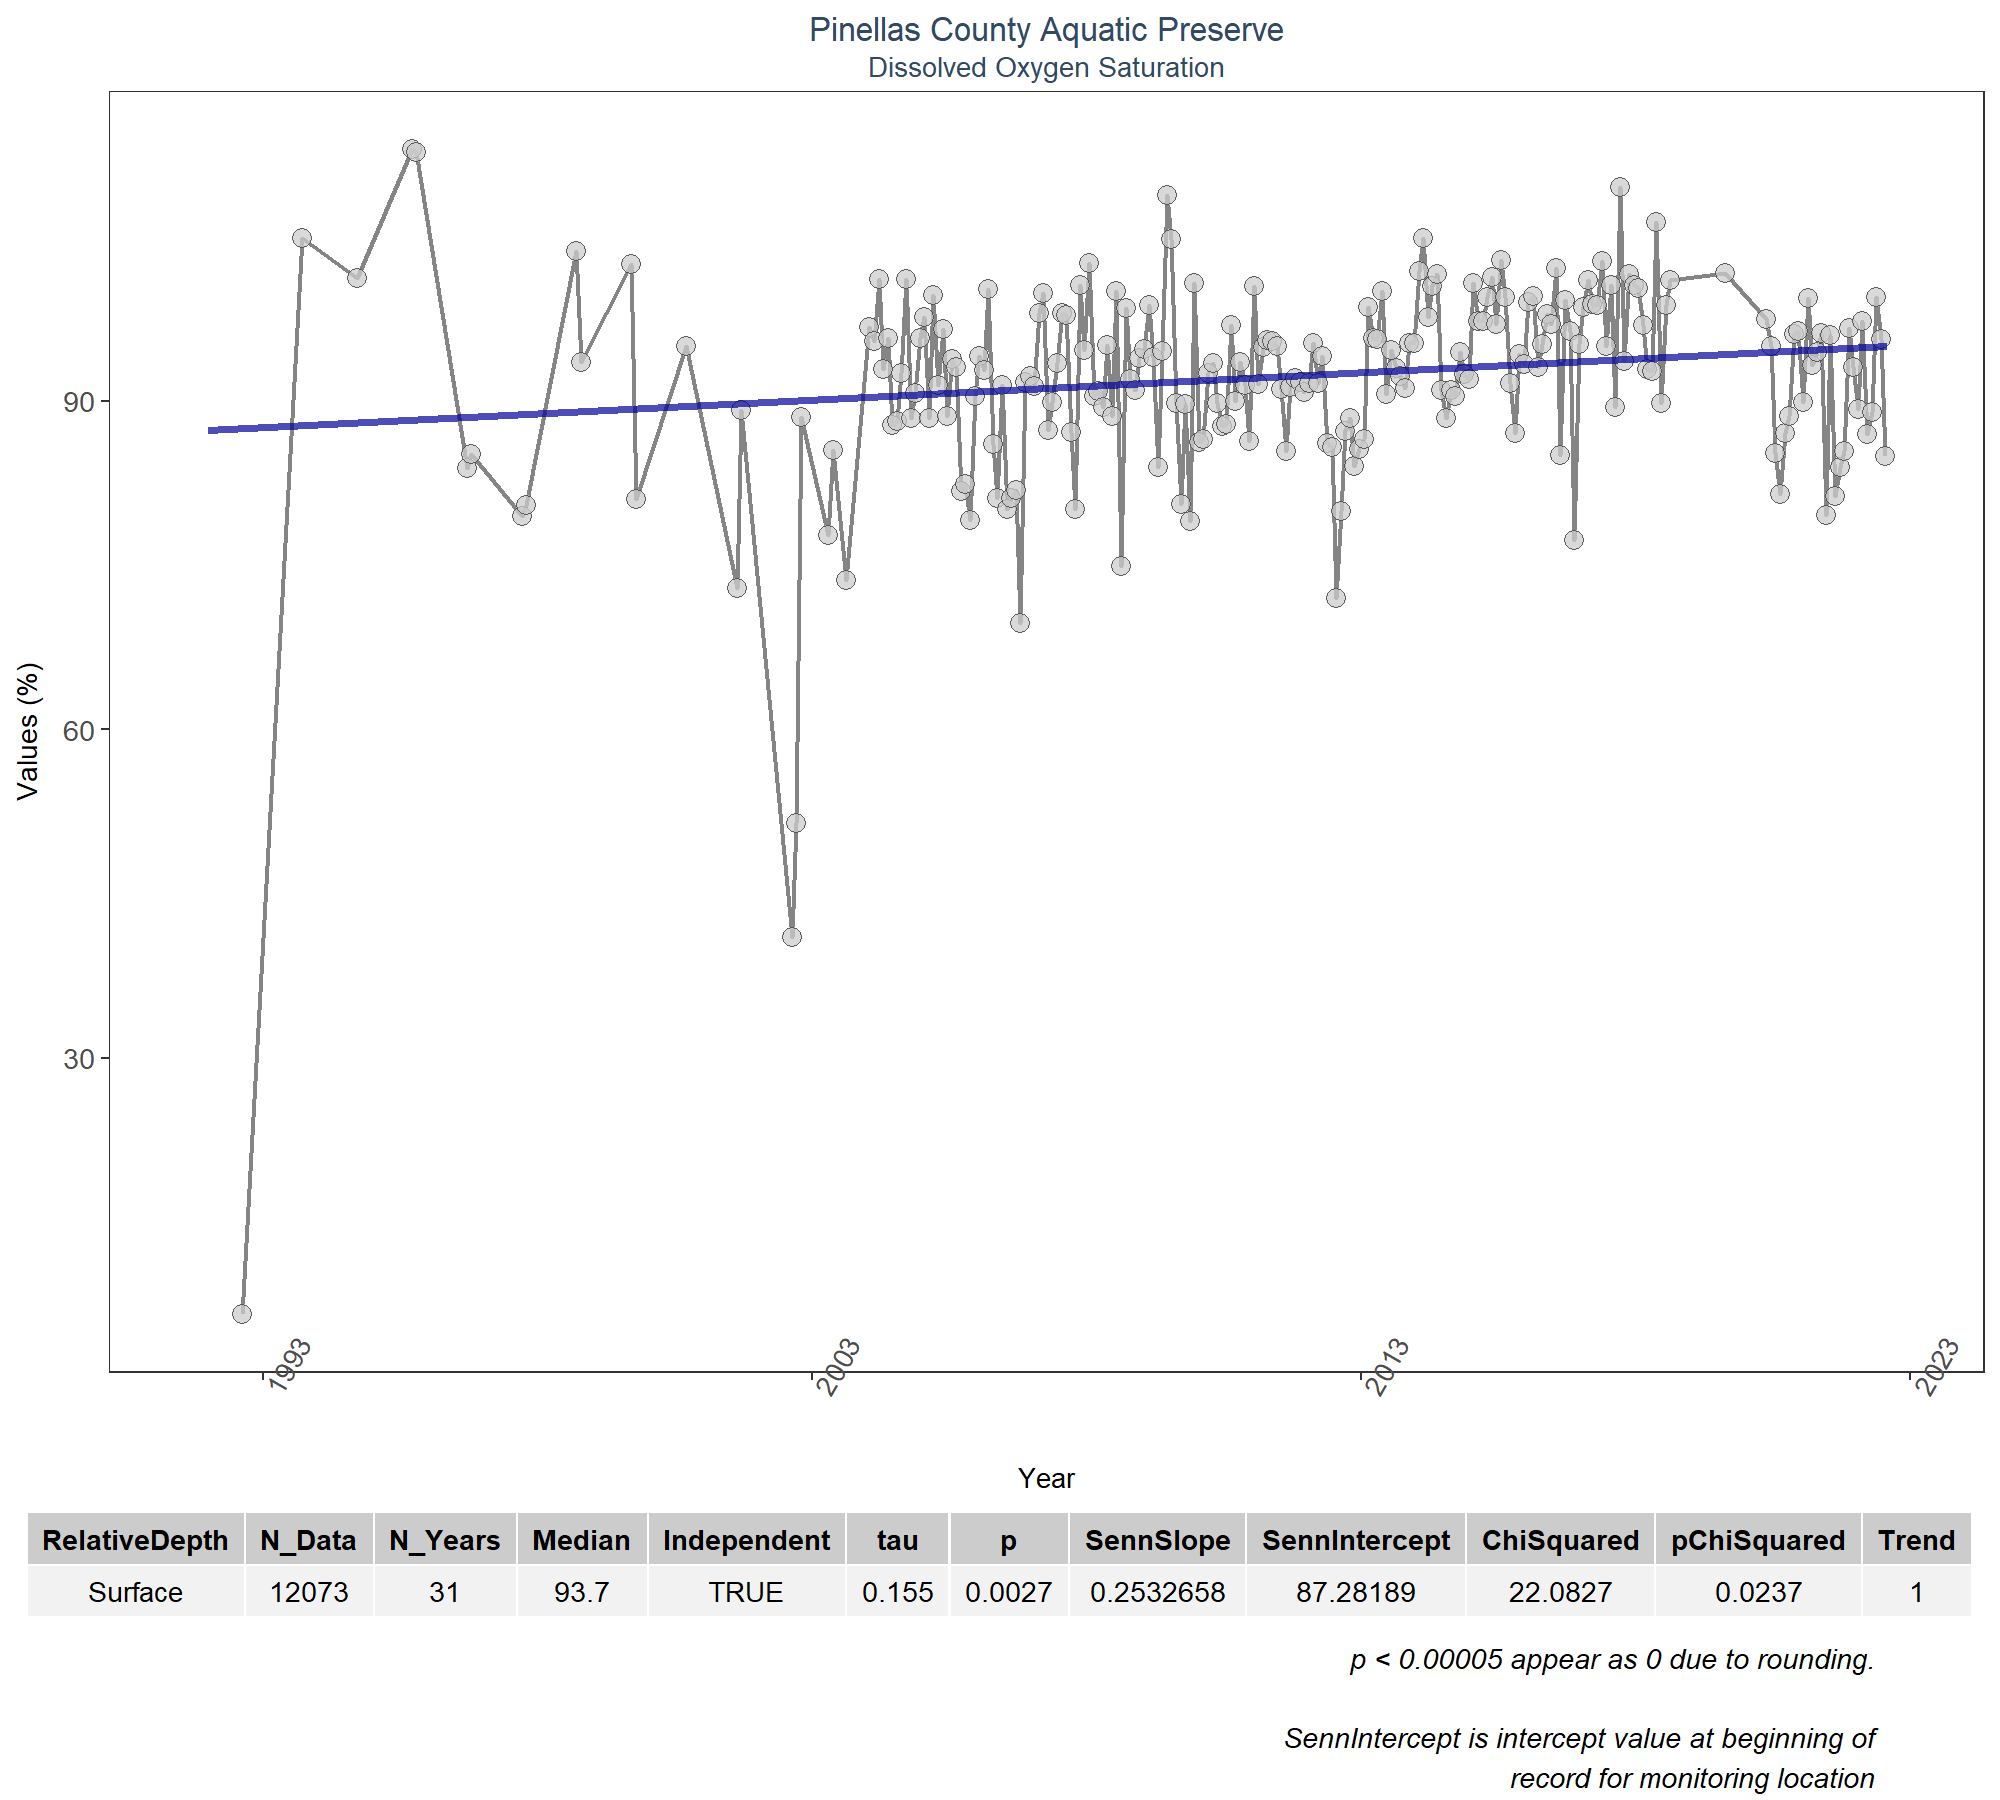 Pinellas County Aquatic Preserve
Dissolved Oxygen Saturation
Values (%)
90
60
30
1993
2003
2013
2023
Year
RelativeDepth N_Data N_Years Median Independent tau p SennSlope SennIntercept ChiSquared pChiSquared Trend
Surface 12073 31 93.7 TRUE 0.155 0.0027 0.2532658 87.28189 22.0827 0.0237 1
p < 0.00005 appear as 0 due to rounding.
SennIntercept is intercept value at beginning of
record for monitoring location